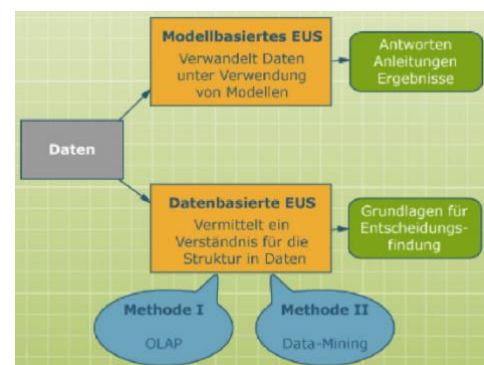 Modellbasiertes EUS
Verwandelt Daten
unter Verwendung
von Modellen
Antworten
Anleitungen
Ergebnisse
Daten
Datenbasierte EUS
Vermittelt ein
Verständnis für die
Struktur in Daten
Grundlagen für
Entscheidungs-
findung
Methode I
OLAP
Methode II
Data-Mining